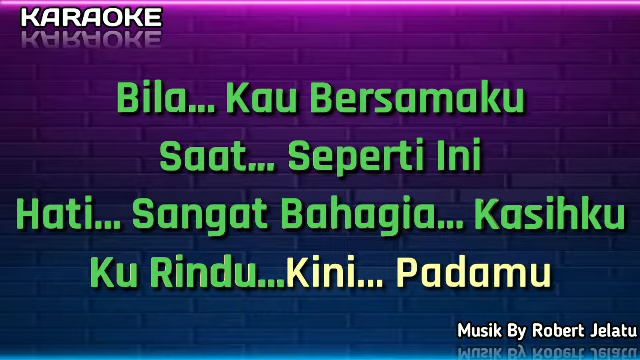 KARAOKE
Bila... Kau Bersamaku
Saat... Seperti Ini
Hati... Sangat Bahagia... Kasihku
Ku Rindu...Kini... Padamu
Musik By Robert Jelatu